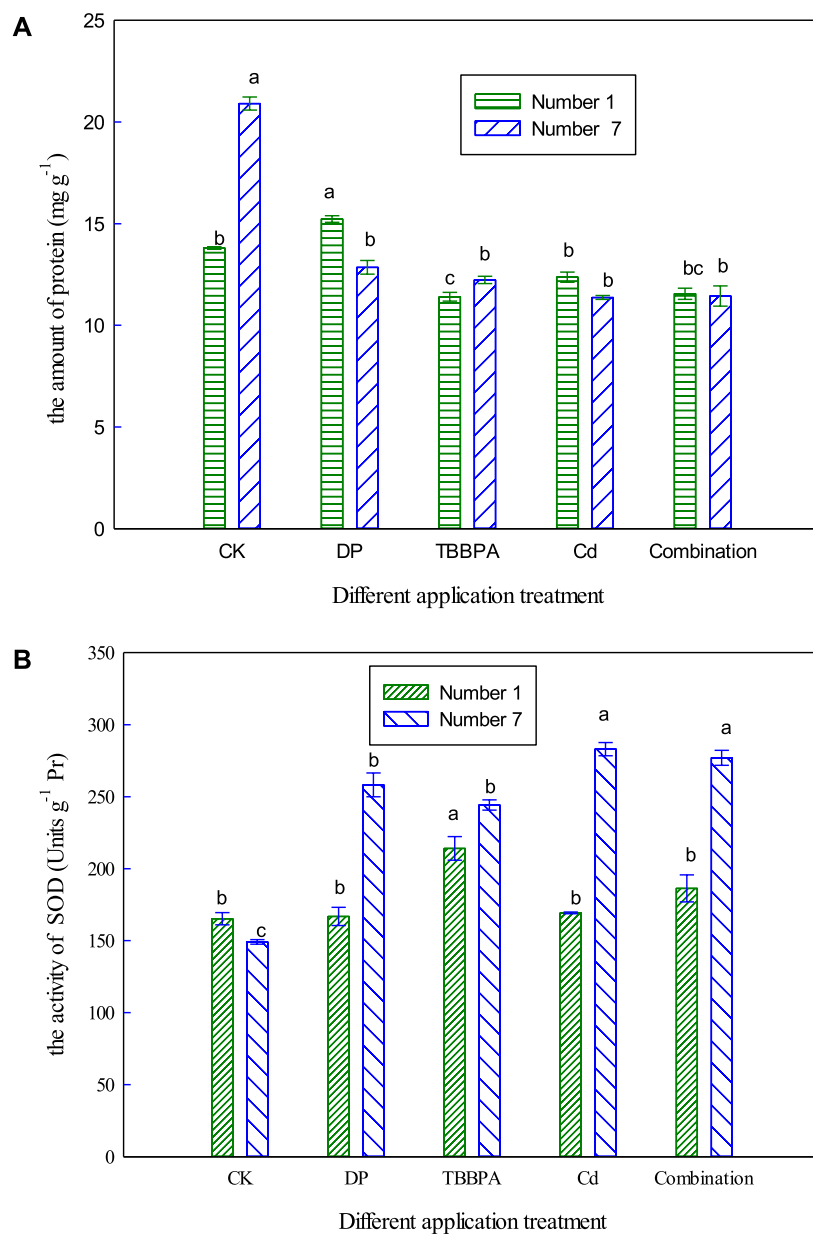 A
25
20
15
10
5
0
the amount of protein (mg g⁻¹)
Number 1
Number 7
b
a
a
b
c
b
b
b
bc
b
CK
DP
TBBPA
Cd
Combination
Different application treatment
B
350
300
250
200
150
100
50
0
the activity of SOD (Units g⁻¹ Pr)
Number 1
Number 7
b
c
b
b
a
b
b
a
b
a
CK
DP
TBBPA
Cd
Combination
Different application treatment